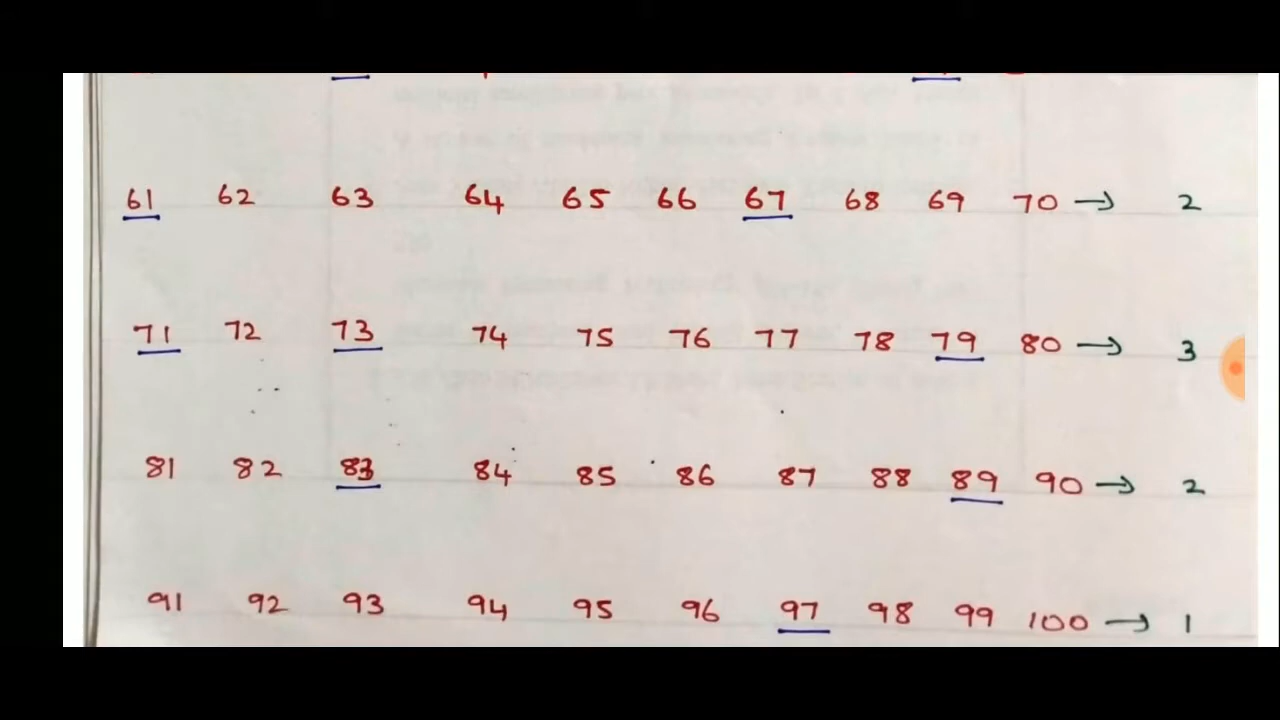 61 62 63 64 65 66 67 68 69 70 → 2
71 72 73 74 75 76 77 78 79 80 → 3
81 82 83 84 85 86 87 88 89 90 → 2
91 92 93 94 95 96 97 98 99 100 → 1